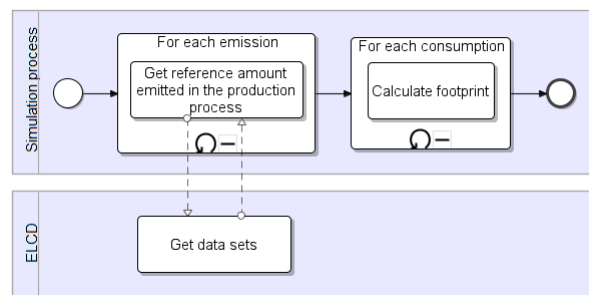 Simulation process
For each emission
Get reference amount
emitted in the production
process
For each consumption
Calculate footprint
ELCD
Get data sets